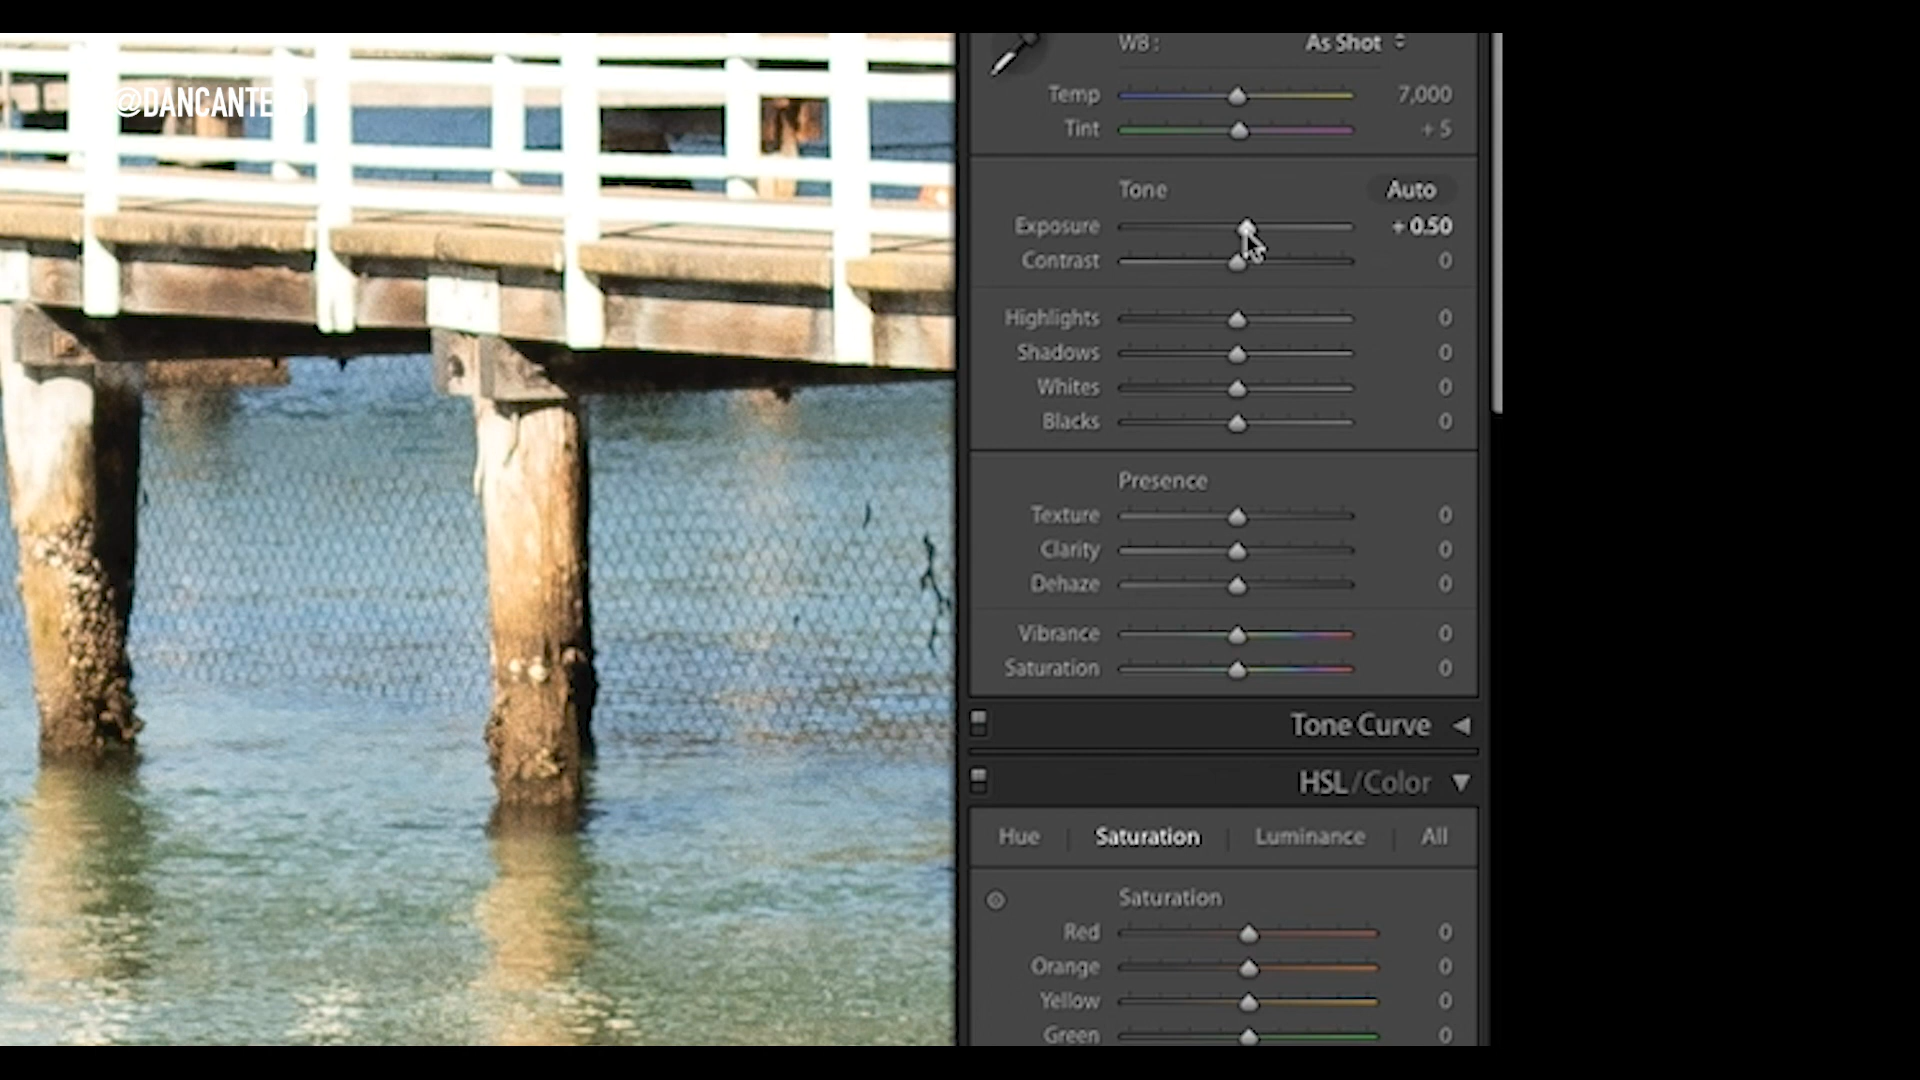 @DANCANTE
WB : As Shot
Temp 7,000
Tint + 5
Tone Auto
Exposure + 0.50
Contrast 0
Highlights 0
Shadows 0
Whites 0
Blacks 0
Presence
Texture 0
Clarity 0
Dehaze 0
Vibrance 0
Saturation 0
Tone Curve
HSL / Color
Hue | Saturation | Luminance | All
Saturation
Red 0
Orange 0
Yellow 0
Green 0